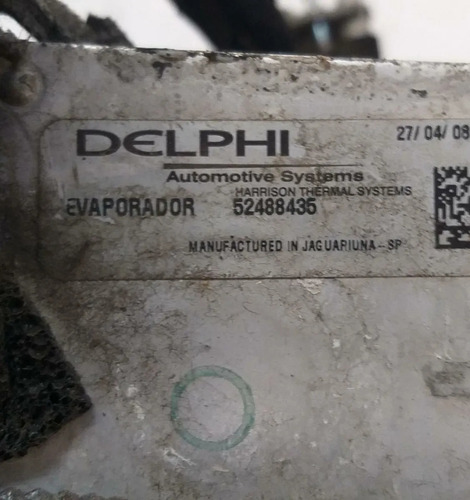 DELPHI
27/ 04/ 08
Automotive Systems
HARRISON THERMAL SYSTEMS
EVAPORADOR 52488435
MANUFACTURED IN JAGUARIUNA - SP